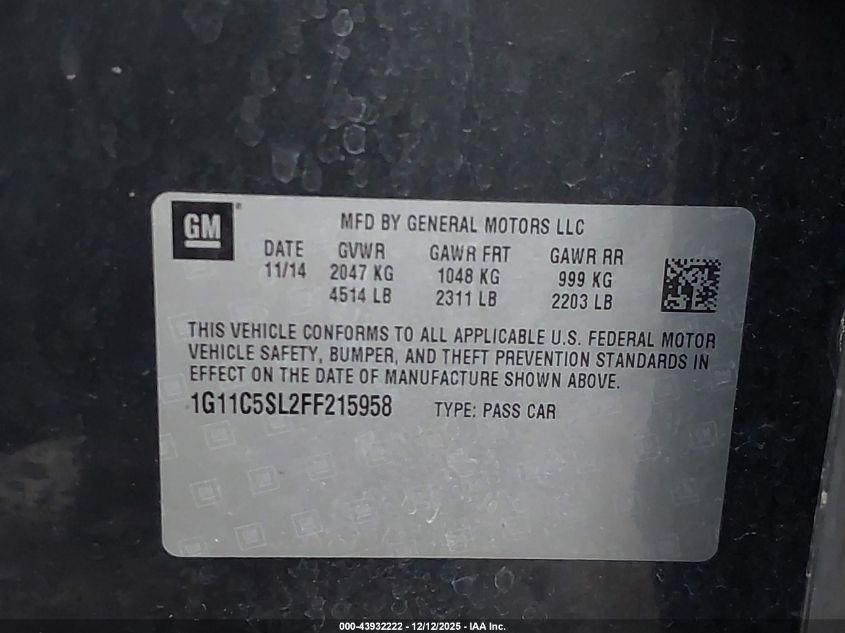 GM ®
MFD BY GENERAL MOTORS LLC
DATE GVWR GAWR FRT GAWR RR
11/14 2047 KG 1048 KG 999 KG
4514 LB 2311 LB 2203 LB
THIS VEHICLE CONFORMS TO ALL APPLICABLE U.S. FEDERAL MOTOR
VEHICLE SAFETY, BUMPER, AND THEFT PREVENTION STANDARDS IN
EFFECT ON THE DATE OF MANUFACTURE SHOWN ABOVE.
1G11C5SL2FF215958 TYPE: PASS CAR
000-43932222 - 12/12/2025 - IAA Inc.